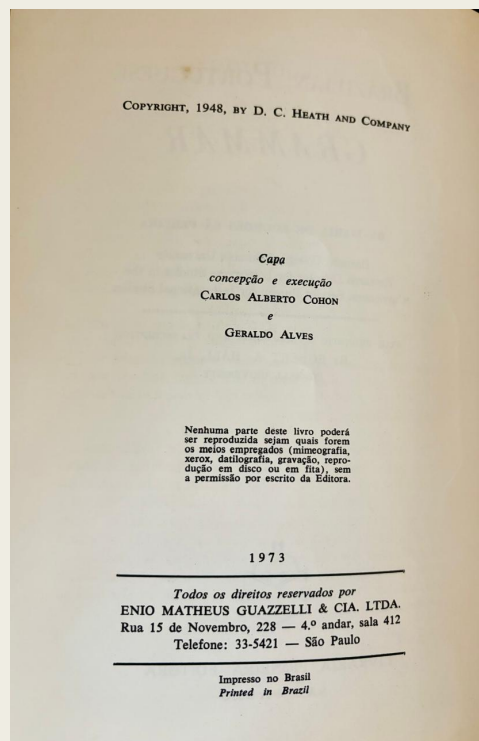 COPYRIGHT, 1948, BY D. C. HEATH AND COMPANY
Capa
concepção e execução
CARLOS ALBERTO COHON
e
GERALDO ALVES
Nenhuma parte deste livro poderá
ser reproduzida sejam quais forem
os meios empregados (mimeografia,
xerox, datilografia, gravação, repro-
dução em disco ou em fita), sem
a permissão por escrito da Editora.
1973
Todos os direitos reservados por
ENIO MATHEUS GUAZZELLI & CIA. LTDA.
Rua 15 de Novembro, 228 — 4.º andar, sala 412
Telefone: 33-5421 — São Paulo
Impresso no Brasil
Printed in Brazil